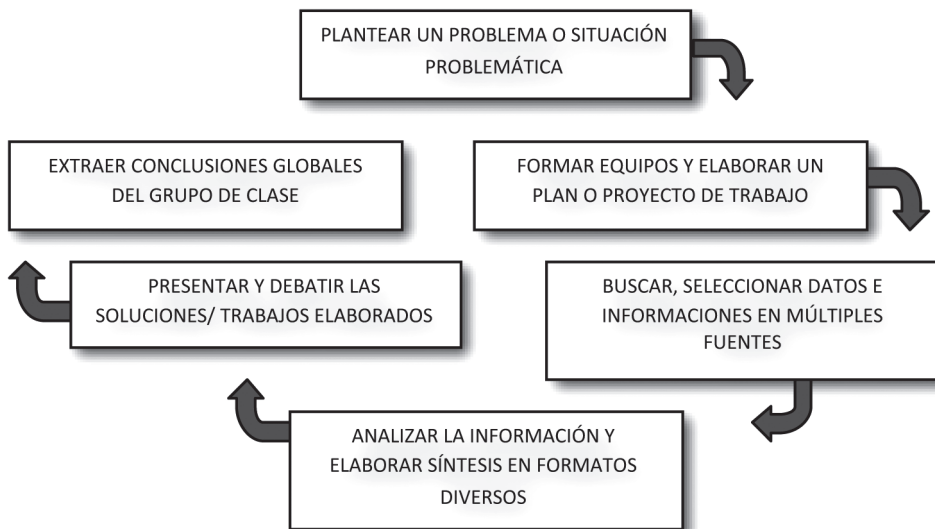 PLANTEAR UN PROBLEMA O SITUACIÓN
PROBLEMÁTICA
FORMAR EQUIPOS Y ELABORAR UN
PLAN O PROYECTO DE TRABAJO
BUSCAR, SELECCIONAR DATOS E
INFORMACIONES EN MÚLTIPLES
FUENTES
ANALIZAR LA INFORMACIÓN Y
ELABORAR SÍNTESIS EN FORMATOS
DIVERSOS
PRESENTAR Y DEBATIR LAS
SOLUCIONES/ TRABAJOS ELABORADOS
EXTRAER CONCLUSIONES GLOBALES
DEL GRUPO DE CLASE